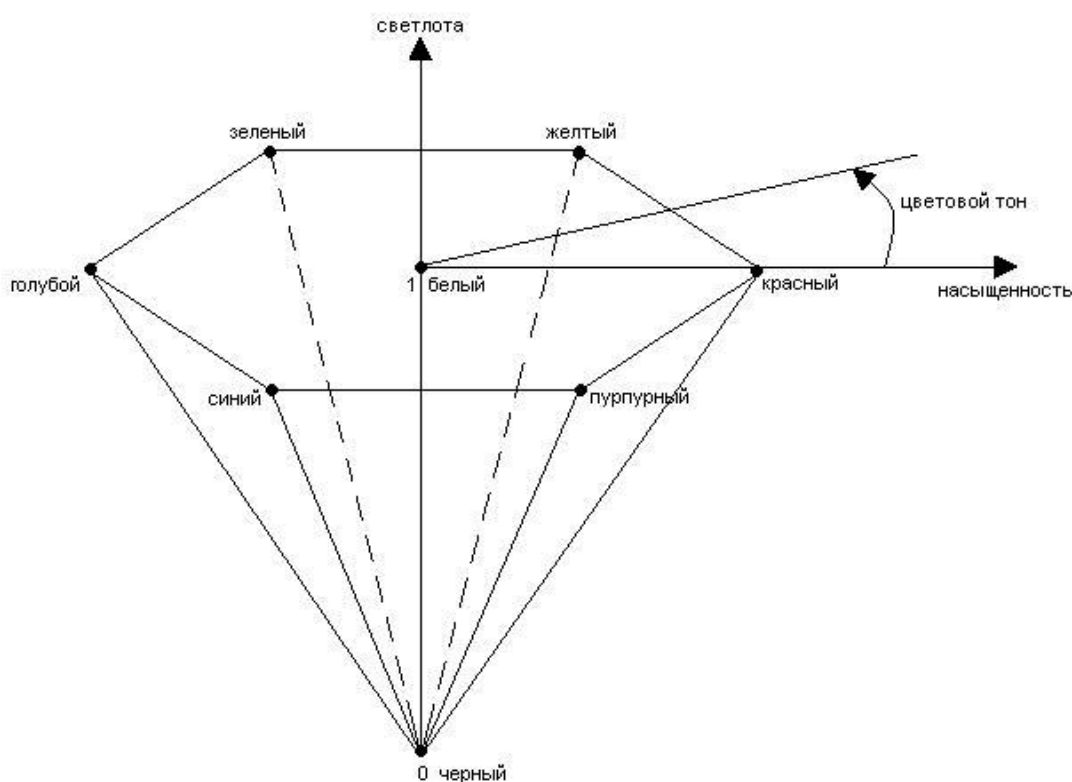 светлота
зеленый
желтый
цветовой тон
голубой
1 белый
красный
насыщенность
синий
пурпурный
0 черный